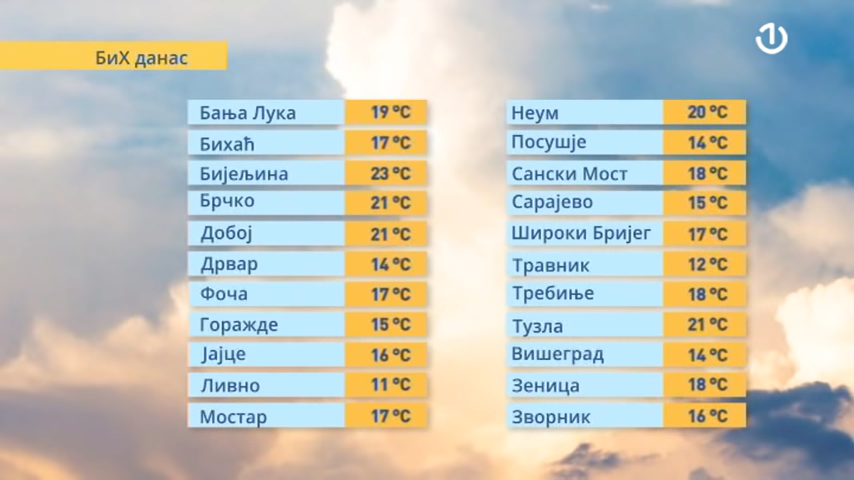 БиХ данас
Бања Лука 19 °C
Бихаћ 17 °C
Бијељина 23 °C
Брчко 21 °C
Добој 21 °C
Дрвар 14 °C
Фоча 17 °C
Горажде 15 °C
Јајце 16 °C
Ливно 11 °C
Мостар 17 °C
Неум 20 °C
Посушје 14 °C
Сански Мост 18 °C
Сарајево 15 °C
Широки Бријег 17 °C
Травник 12 °C
Требиње 18 °C
Тузла 21 °C
Вишеград 14 °C
Зеница 18 °C
Зворник 16 °C